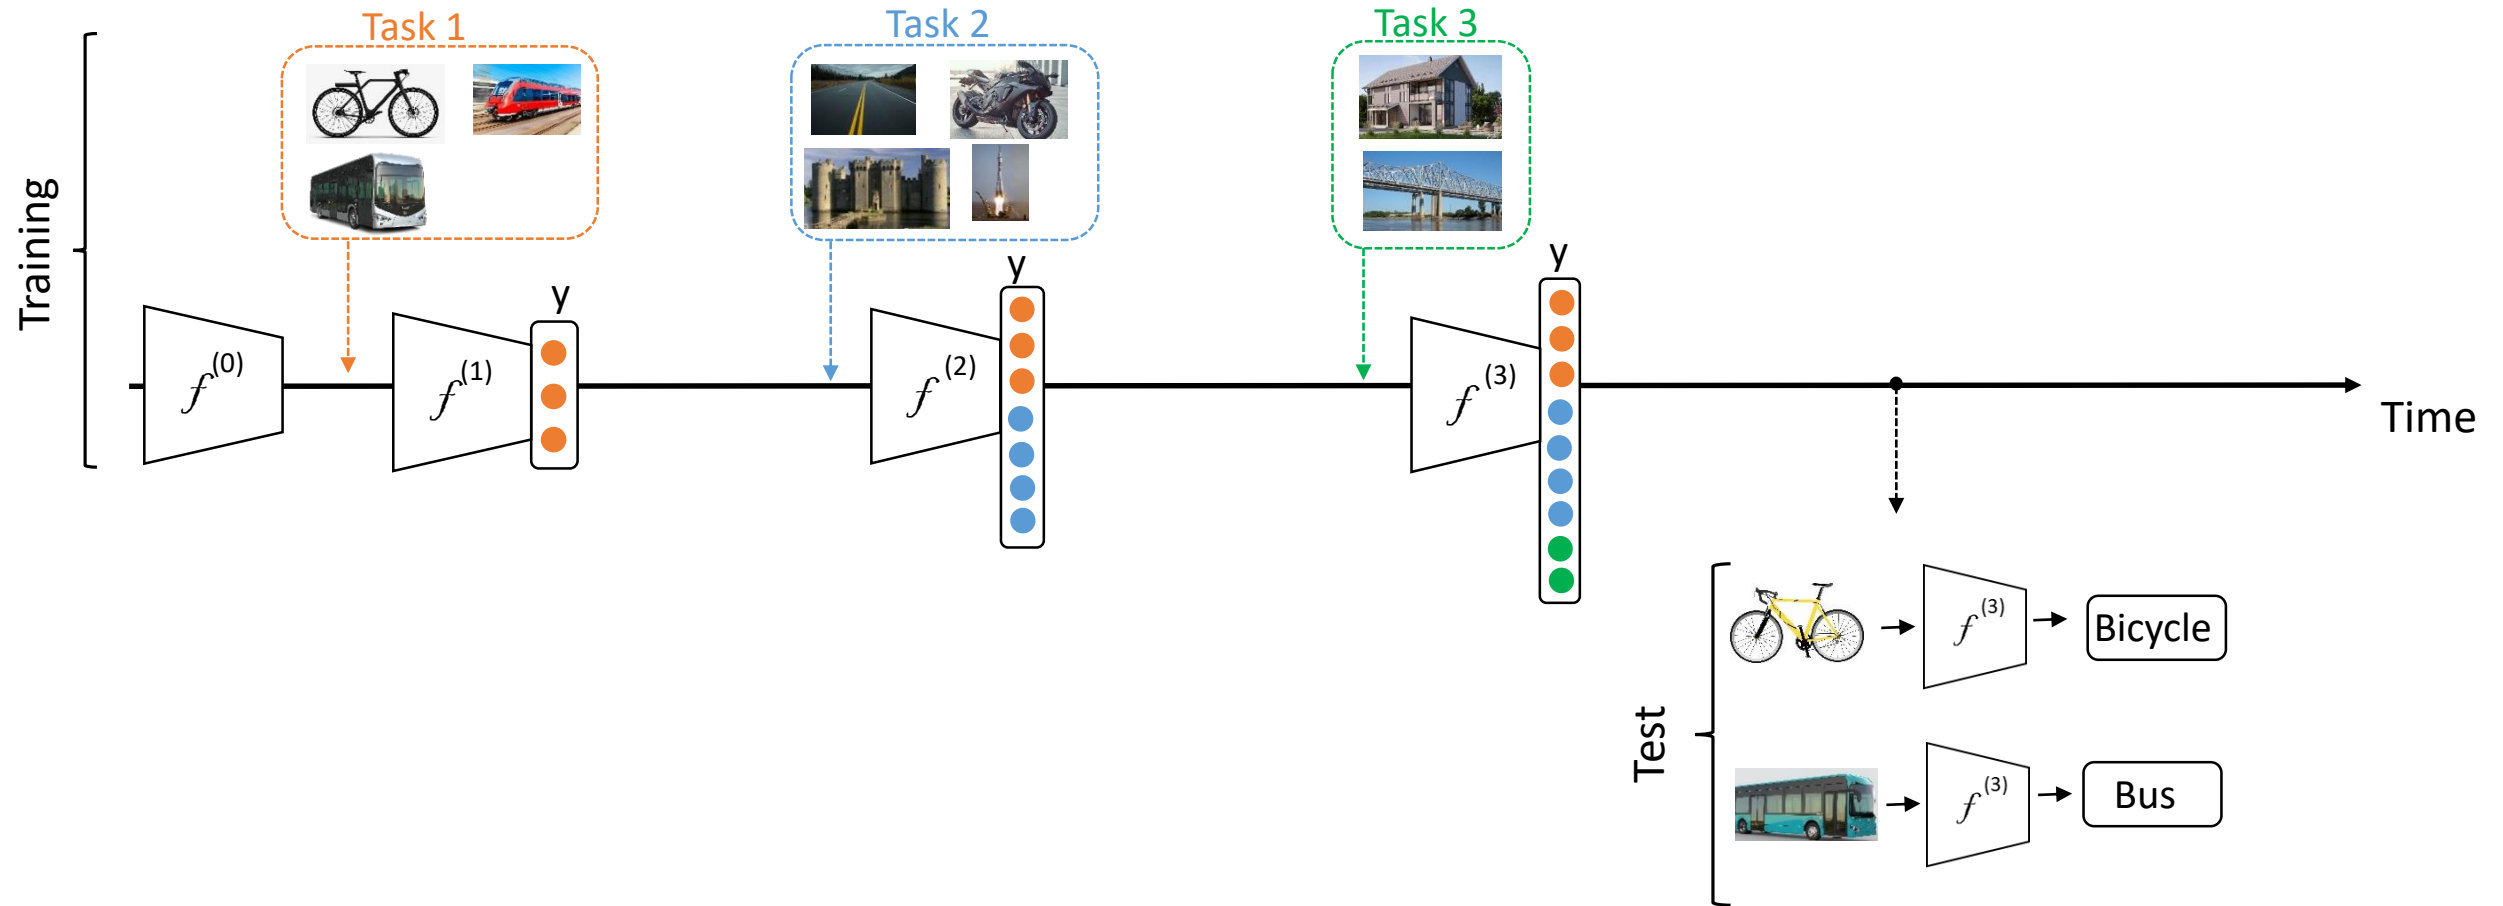 Task 1
Task 2
Task 3
Training
y
y
y
f(0)
f(1)
f(2)
f(3)
Time
Test
f(3)
Bicycle
f(3)
Bus